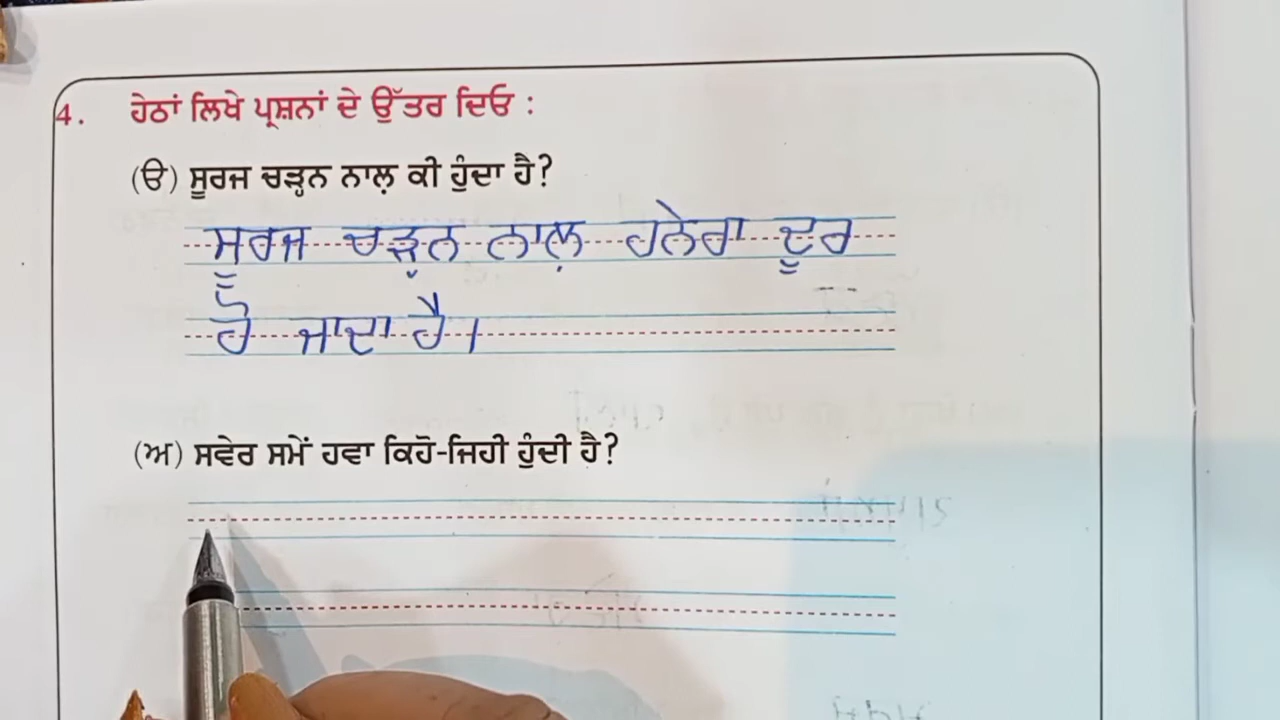 4. ਹੇਠਾਂ ਲਿਖੇ ਪ੍ਰਸ਼ਨਾਂ ਦੇ ਉੱਤਰ ਦਿਓ :
(ੳ) ਸੂਰਜ ਚੜ੍ਹਨ ਨਾਲ਼ ਕੀ ਹੁੰਦਾ ਹੈ?
ਸੂਰਜ ਚੜ੍ਹਨ ਨਾਲ਼ ਹਨੇਰਾ ਦੂਰ
ਹੋ ਜਾਂਦਾ ਹੈ।
(ਅ) ਸਵੇਰ ਸਮੇਂ ਹਵਾ ਕਿਹੋ-ਜਿਹੀ ਹੁੰਦੀ ਹੈ?